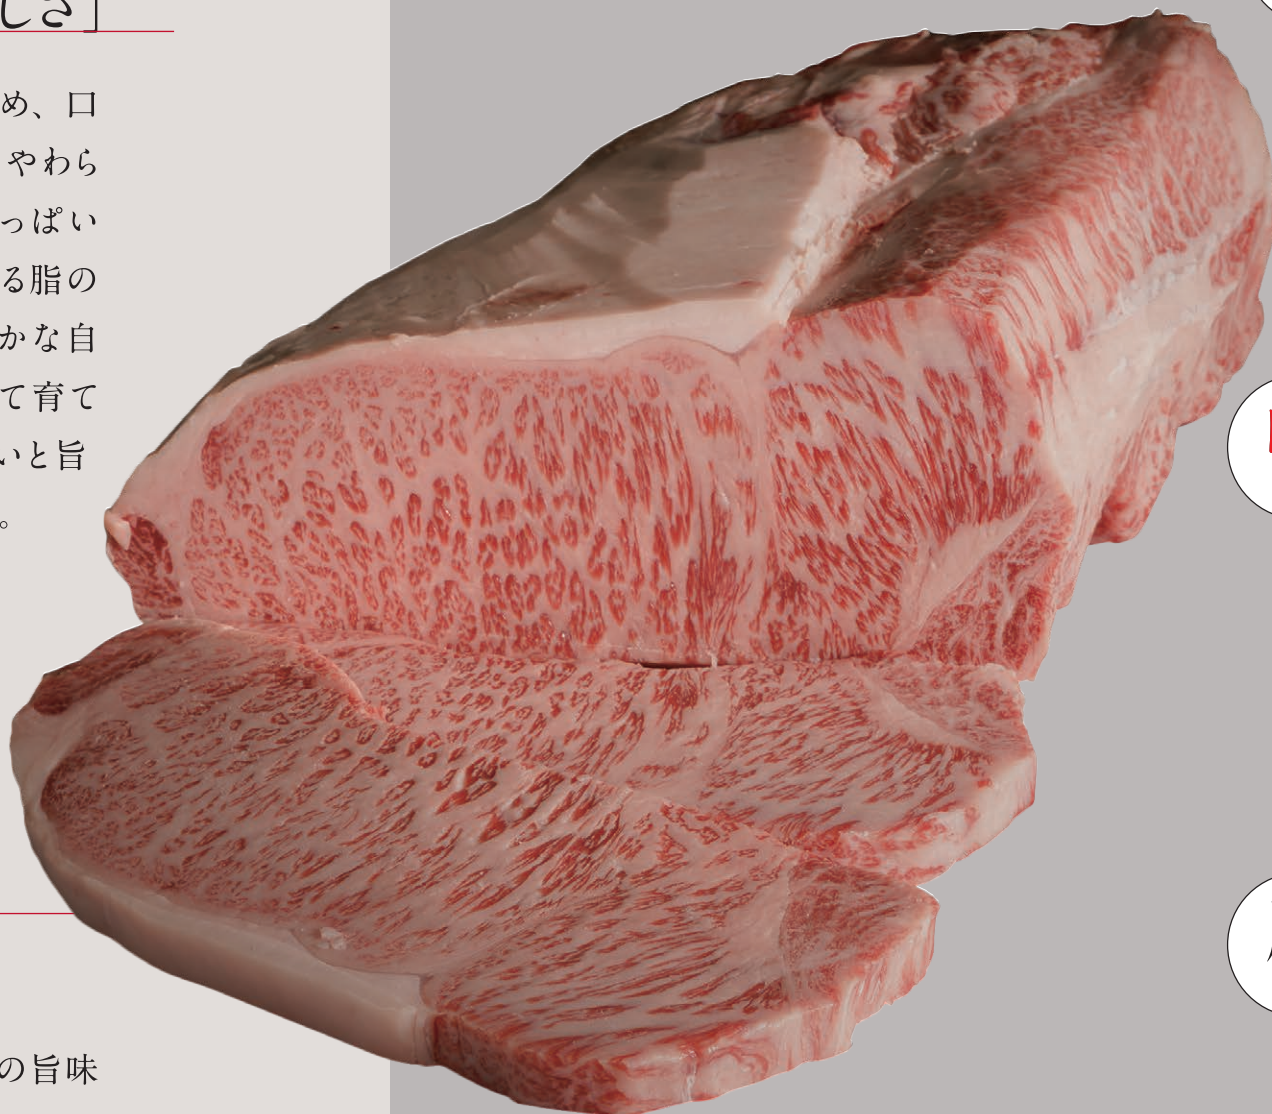 しさ」
め、口
やわら
っぱい
る脂の
かな自
て育て
いと旨
。
の旨味